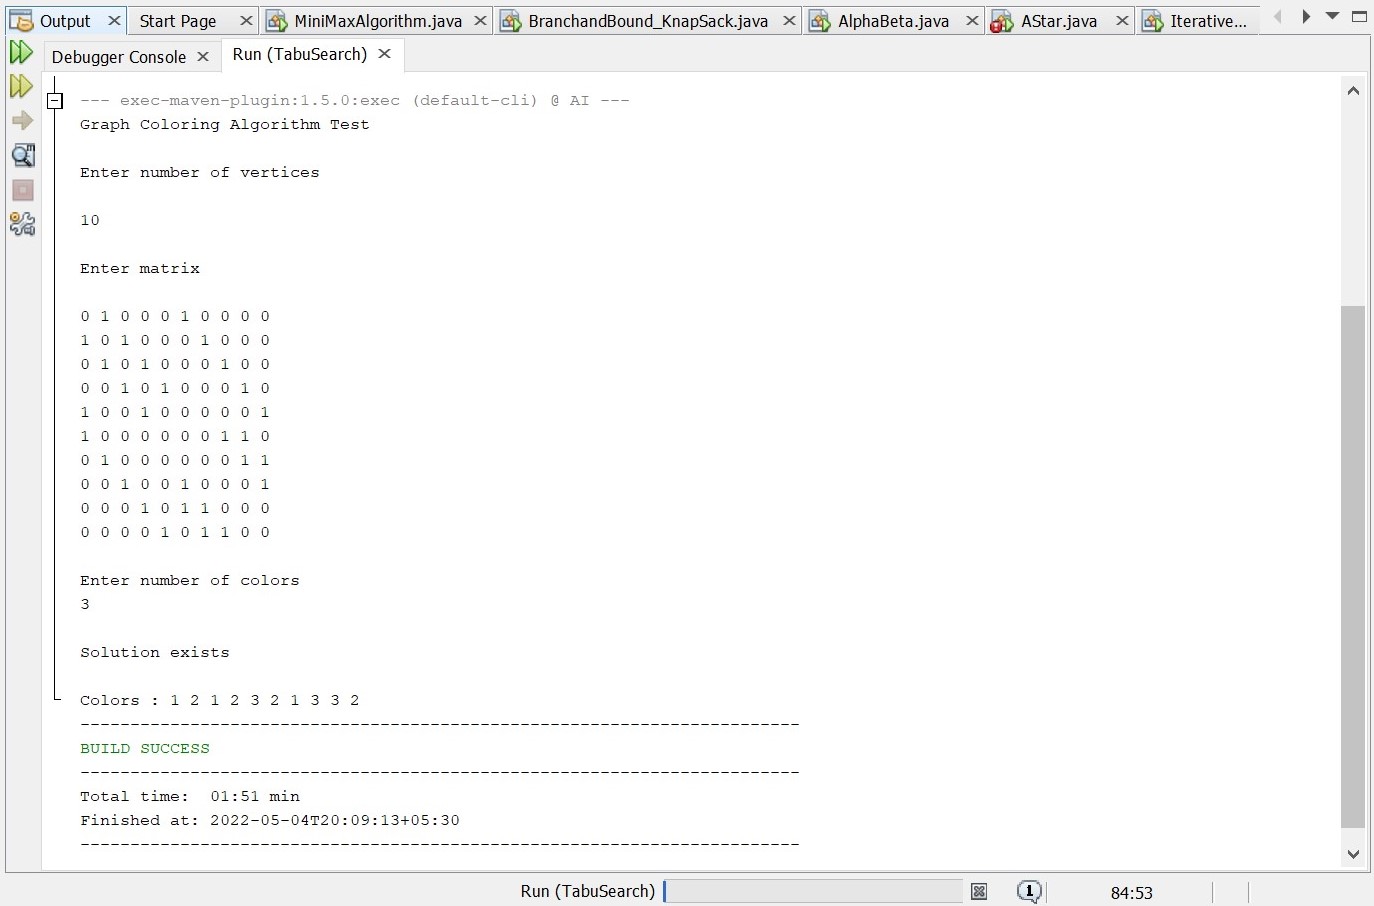 Output
Start Page
MiniMaxAlgorithm.java
BranchandBound_KnapSack.java
AlphaBeta.java
AStar.java
Iterative...
Debugger Console
Run (TabuSearch)
--- exec-maven-plugin:1.5.0:exec (default-cli) @ AI ---
Graph Coloring Algorithm Test
Enter number of vertices
10
Enter matrix
0 1 0 0 0 1 0 0 0 0
1 0 1 0 0 0 1 0 0 0
0 1 0 1 0 0 0 1 0 0
0 0 1 0 1 0 0 0 1 0
1 0 0 1 0 0 0 0 0 1
1 0 0 0 0 0 0 1 1 0
0 1 0 0 0 0 0 0 1 1
0 0 1 0 0 1 0 0 0 1
0 0 0 1 0 1 1 0 0 0
0 0 0 0 1 0 1 1 0 0
Enter number of colors
3
Solution exists
Colors : 1 2 1 2 3 2 1 3 3 2
------------------------------------------------------------------------
BUILD SUCCESS
------------------------------------------------------------------------
Total time:  01:51 min
Finished at: 2022-05-04T20:09:13+05:30
------------------------------------------------------------------------
Run (TabuSearch)
1
84:53